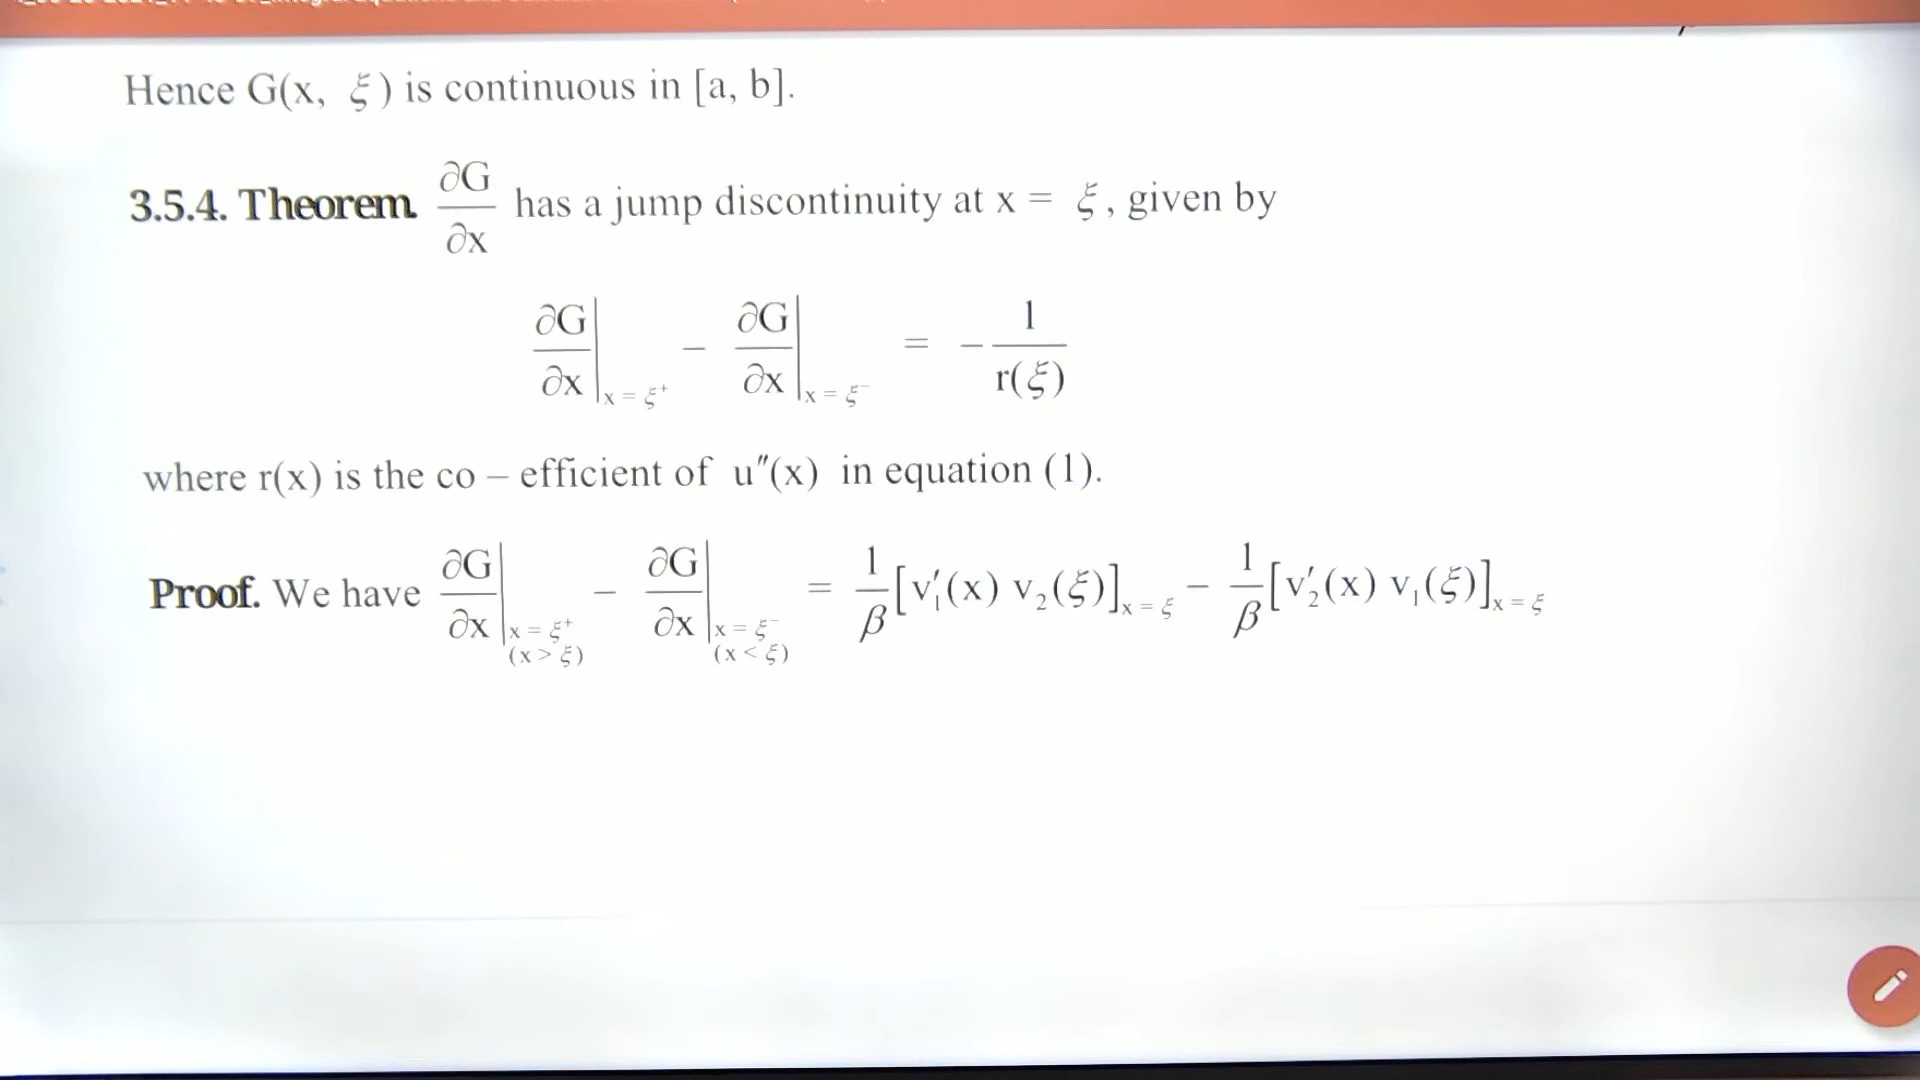 Hence G(x, ξ) is continuous in [a, b].
3.5.4. Theorem. ∂G/∂x has a jump discontinuity at x = ξ, given by
∂G/∂x|ₓ ₌ ξ⁺ − ∂G/∂x|ₓ ₌ ξ⁻ = − 1/r(ξ)
where r(x) is the co – efficient of u″(x) in equation (1).
Proof. We have ∂G/∂x|ₓ ₌ ξ⁺ (x > ξ) − ∂G/∂x|ₓ ₌ ξ⁻ (x < ξ) = 1/β [v₁′(x) v₂(ξ)]ₓ ₌ ξ − 1/β [v₂′(x) v₁(ξ)]ₓ ₌ ξ